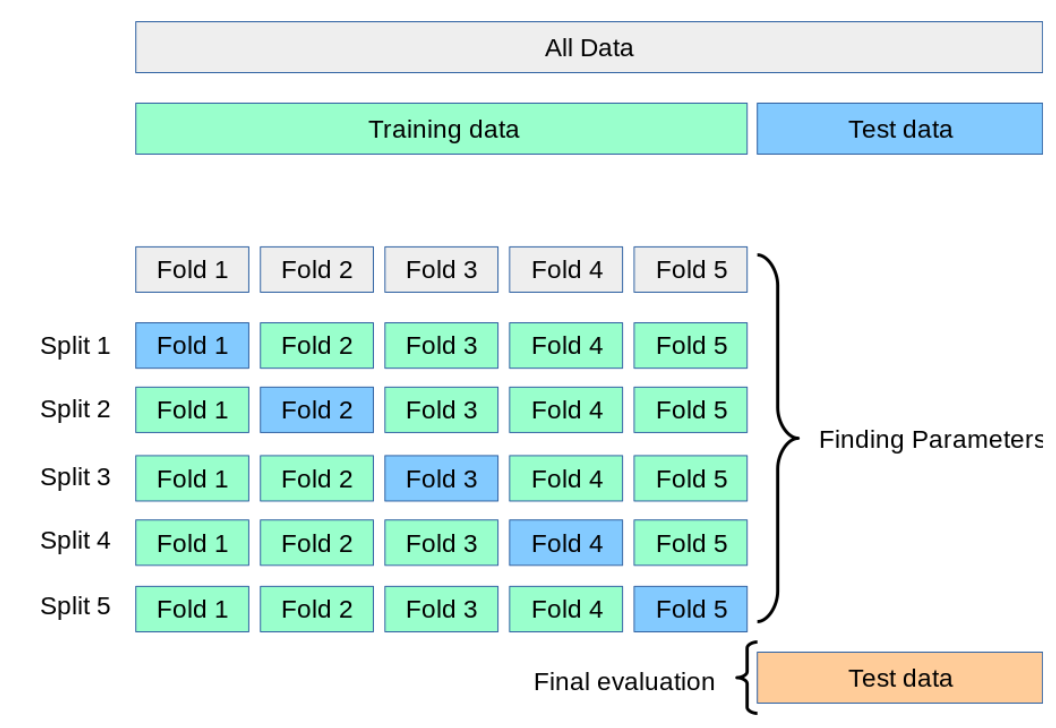 All Data
Training data Test data
Fold 1 Fold 2 Fold 3 Fold 4 Fold 5
Split 1 Fold 1 Fold 2 Fold 3 Fold 4 Fold 5
Split 2 Fold 1 Fold 2 Fold 3 Fold 4 Fold 5
Finding Parameters
Split 3 Fold 1 Fold 2 Fold 3 Fold 4 Fold 5
Split 4 Fold 1 Fold 2 Fold 3 Fold 4 Fold 5
Split 5 Fold 1 Fold 2 Fold 3 Fold 4 Fold 5
Final evaluation Test data